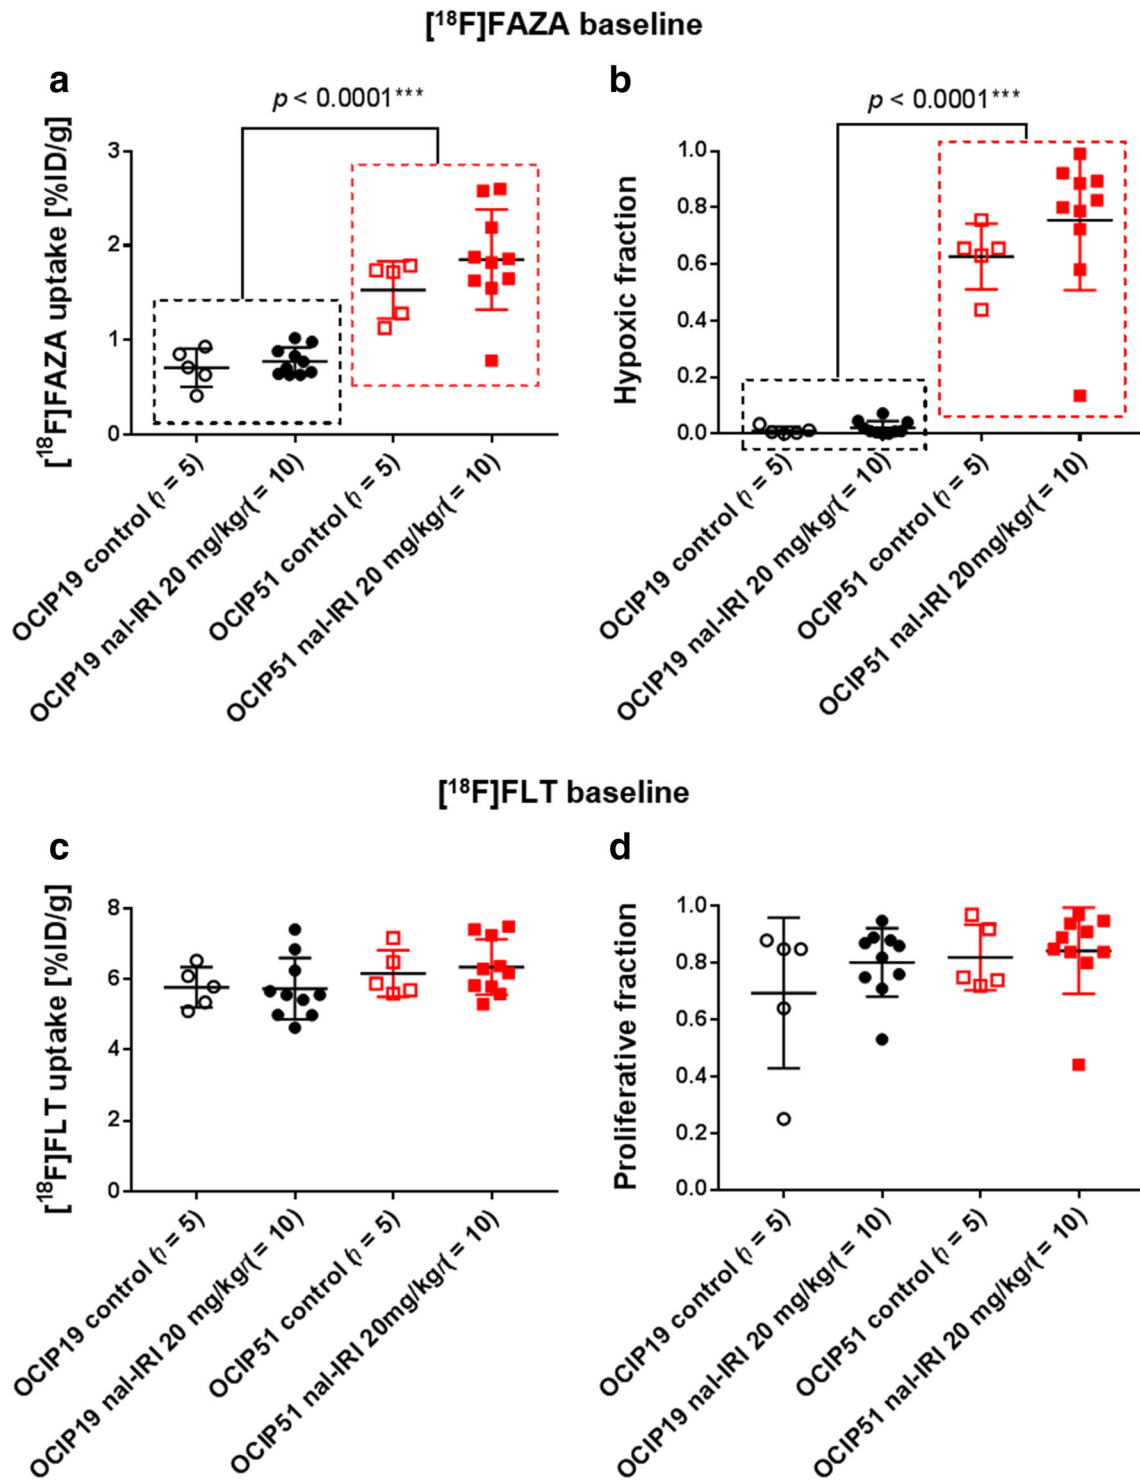 [¹⁸F]FAZA baseline
a
p < 0.0001***
[¹⁸F]FAZA uptake [%ID/g]
3
2
1
0
OCIP19 control (η = 5)
OCIP19 nal-IRI 20 mg/kg/( = 10)
OCIP51 control (η = 5)
OCIP51 nal-IRI 20 mg/kg/( = 10)
b
p < 0.0001***
Hypoxic fraction
1.0
0.8
0.6
0.4
0.2
0.0
OCIP19 control (η = 5)
OCIP19 nal-IRI 20 mg/kg/( = 10)
OCIP51 control (η = 5)
OCIP51 nal-IRI 20mg/kg/( = 10)
[¹⁸F]FLT baseline
c
[¹⁸F]FLT uptake [%ID/g]
8
6
4
2
0
OCIP19 control (η = 5)
OCIP19 nal-IRI 20 mg/kg/( = 10)
OCIP51 control (η = 5)
OCIP51 nal-IRI 20mg/kg/( = 10)
d
Proliferative fraction
1.0
0.8
0.6
0.4
0.2
0.0
OCIP19 control (η = 5)
OCIP19 nal-IRI 20 mg/kg/( = 10)
OCIP51 control (η = 5)
OCIP51 nal-IRI 20 mg/kg/( = 10)